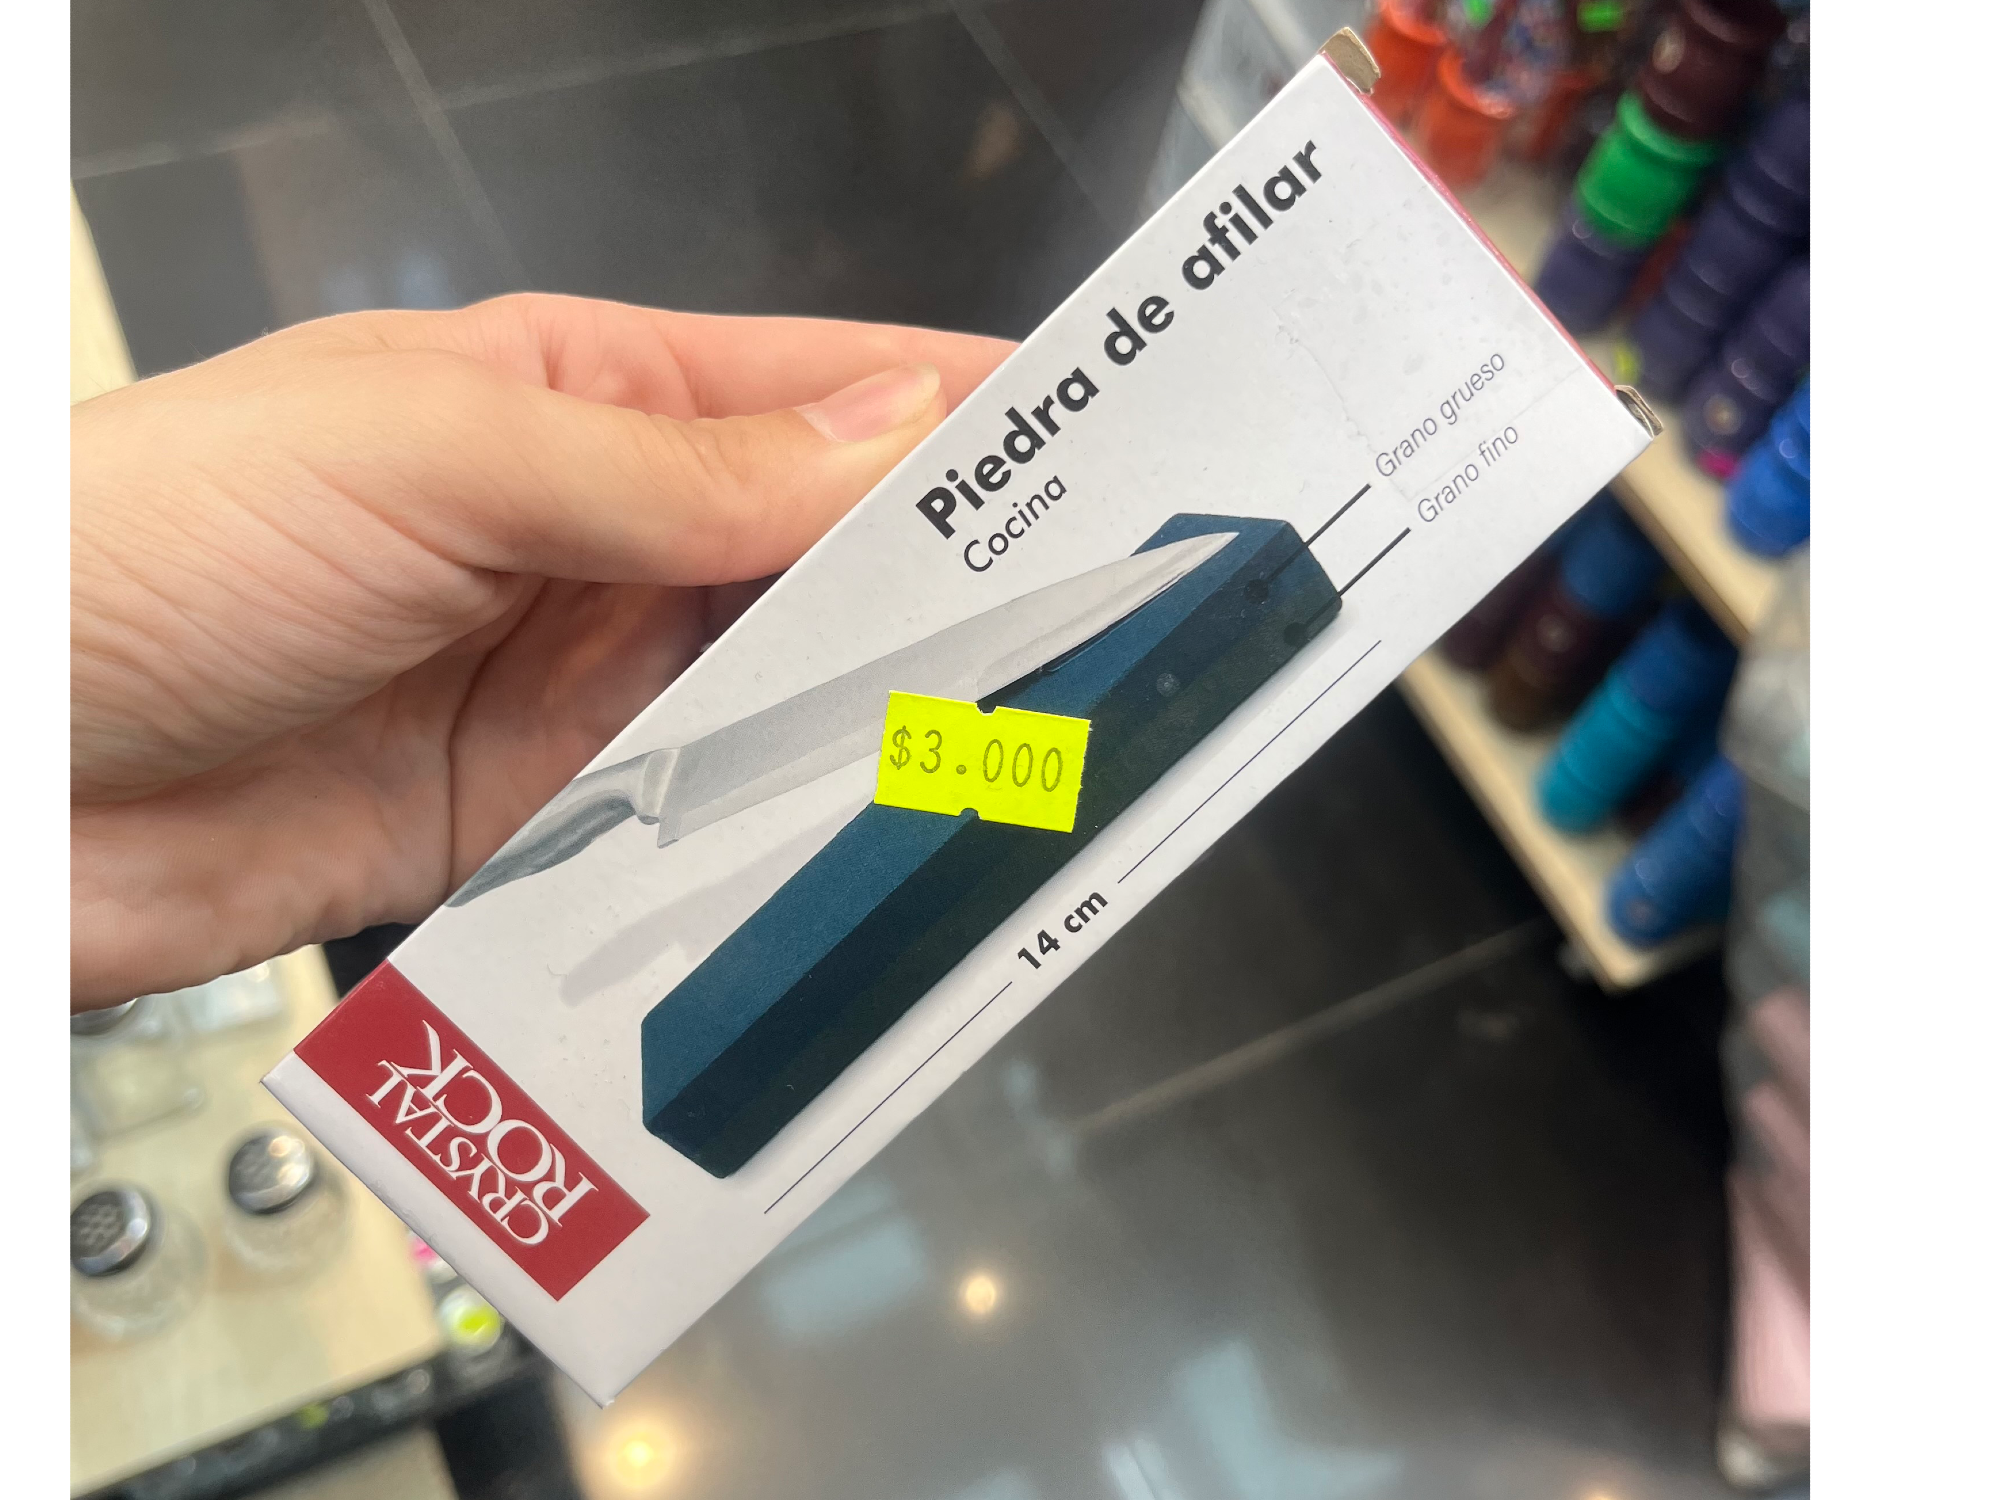 Piedra de afilar
Cocina
Grano grueso
Grano fino
$3.000
14 cm
CRYSTAL
ROCK